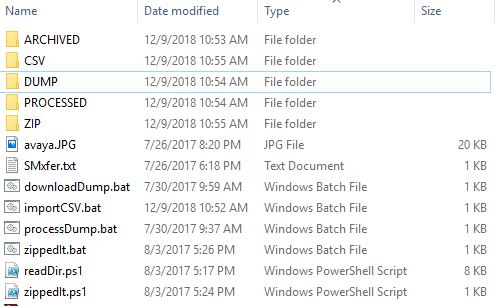 Name Date modified Type Size
ARCHIVED 12/9/2018 10:53 AM File folder
CSV 12/9/2018 10:55 AM File folder
DUMP 12/9/2018 10:54 AM File folder
PROCESSED 12/9/2018 10:54 AM File folder
ZIP 12/9/2018 10:55 AM File folder
avaya.JPG 7/26/2017 8:20 PM JPG File 20 KB
SMxfer.txt 7/26/2017 6:18 PM Text Document 1 KB
downloadDump.bat 7/30/2017 9:59 AM Windows Batch File 1 KB
importCSV.bat 12/9/2018 10:52 AM Windows Batch File 1 KB
processDump.bat 7/30/2017 9:37 AM Windows Batch File 1 KB
zippedIt.bat 8/3/2017 5:26 PM Windows Batch File 1 KB
readDir.ps1 8/3/2017 5:17 PM Windows PowerShell Script 8 KB
zippedIt.ps1 8/3/2017 5:24 PM Windows PowerShell Script 1 KB